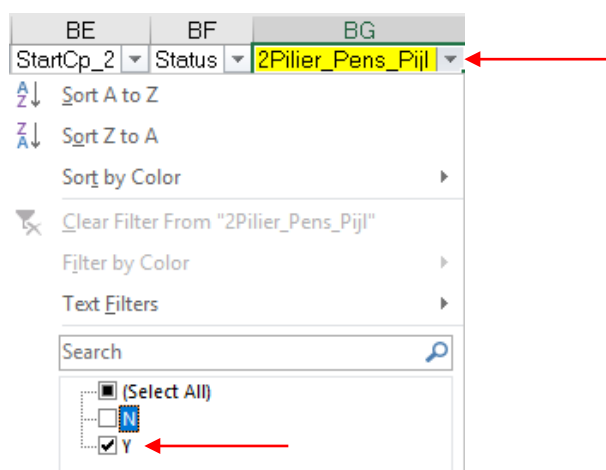 BE BF BG
StartCp_2 Status 2Pilier_Pens_Pijl
Sort A to Z
Sort Z to A
Sort by Color
Clear Filter From "2Pilier_Pens_Pijl"
Filter by Color
Text Filters
Search
(Select All)
N
Y